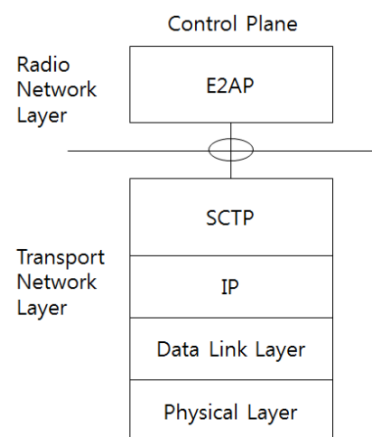 Control Plane
Radio
Network
Layer
E2AP
SCTP
Transport
Network
Layer
IP
Data Link Layer
Physical Layer